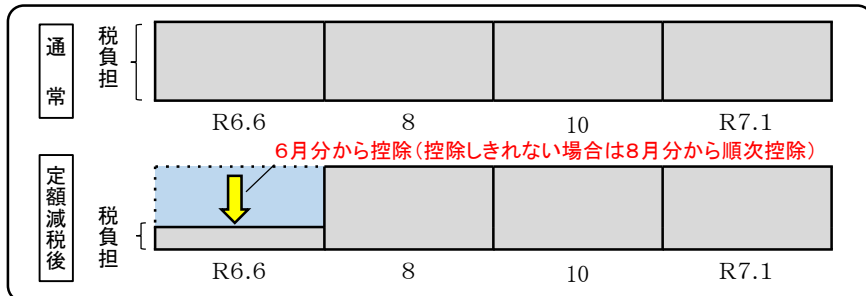 通常
税負担
R6.6 8 10 R7.1
6月分から控除(控除しきれない場合は8月分から順次控除)
定額減税後
税負担
R6.6 8 10 R7.1